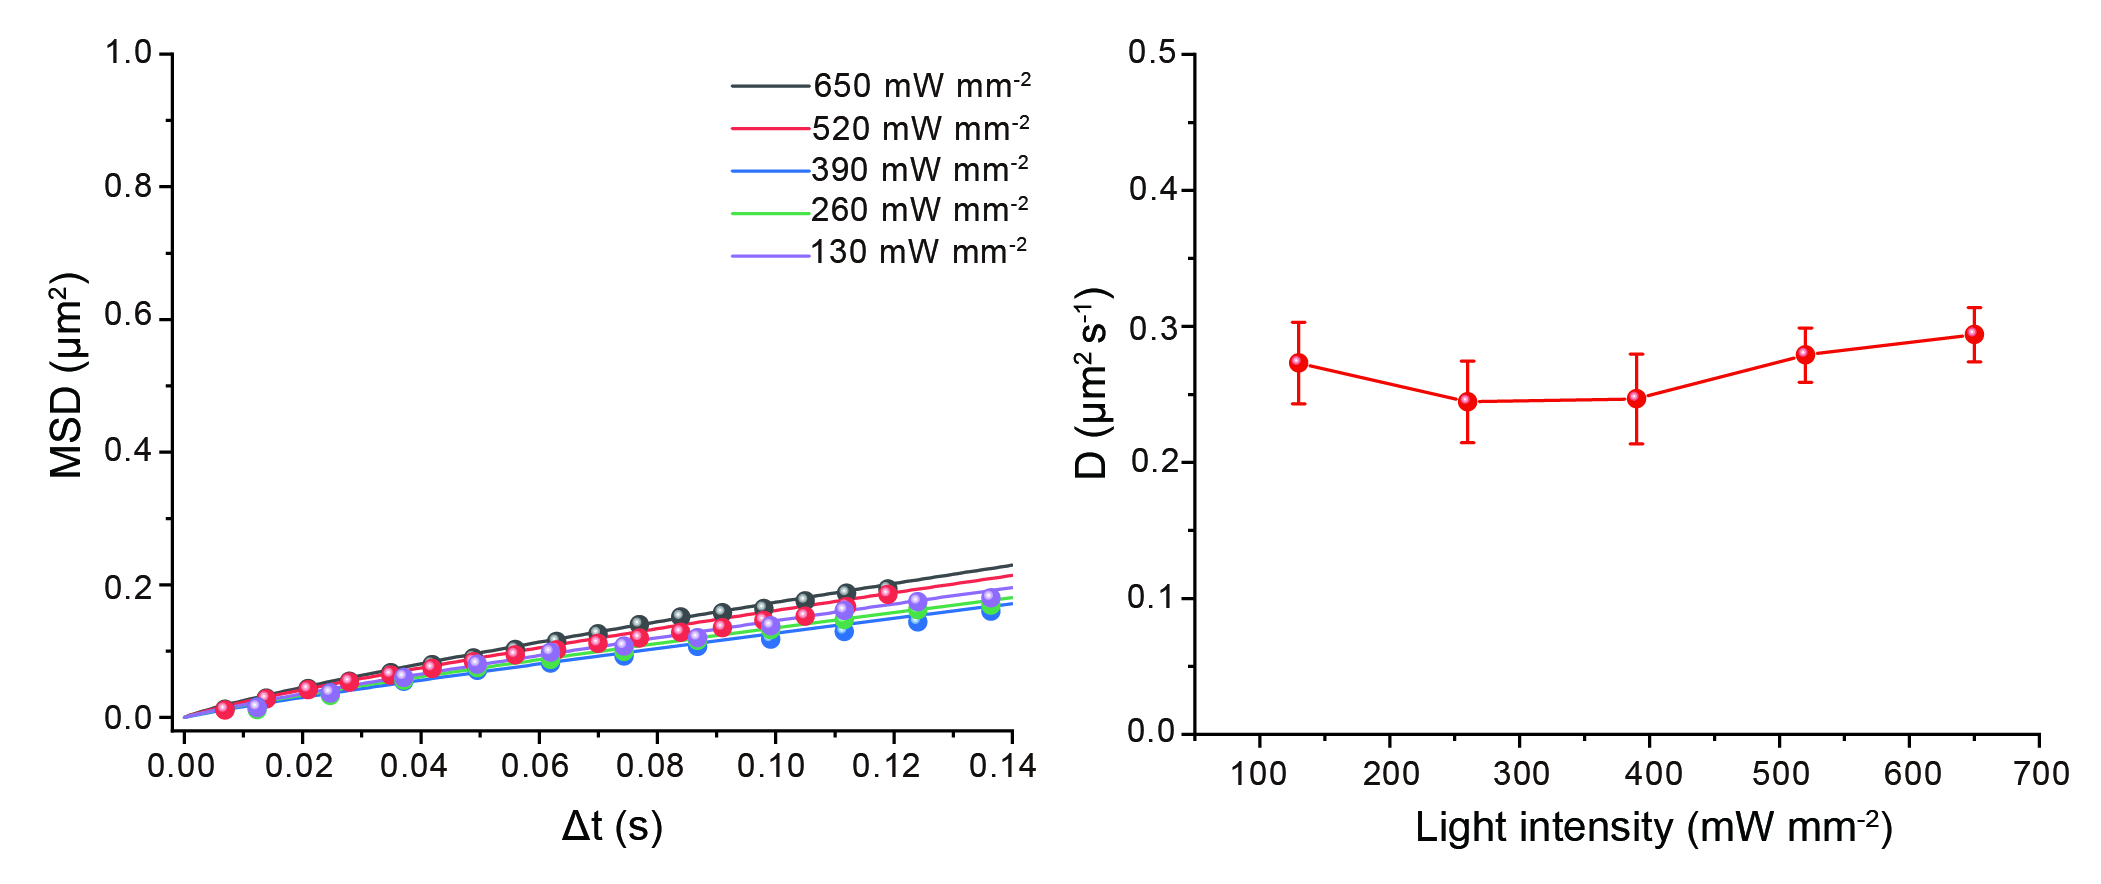 1.0
0.8
0.6
0.4
0.2
0.0
MSD (μm²)
650 mW mm⁻²
520 mW mm⁻²
390 mW mm⁻²
260 mW mm⁻²
130 mW mm⁻²
0.00 0.02 0.04 0.06 0.08 0.10 0.12 0.14
Δt (s)
0.5
0.4
0.3
0.2
0.1
0.0
D (μm² s⁻¹)
100 200 300 400 500 600 700
Light intensity (mW mm⁻²)